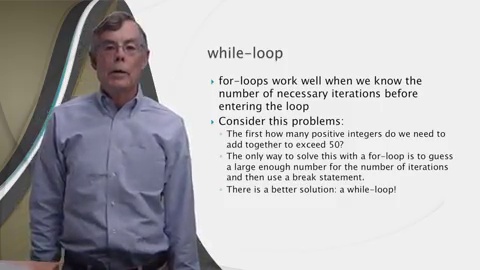 while-loop
for-loops work well when we know the
number of necessary iterations before
entering the loop
Consider this problems:
The first how many positive integers do we need to
add together to exceed 50?
The only way to solve this with a for-loop is to guess
a large enough number for the number of iterations
and then use a break statement.
There is a better solution: a while-loop!